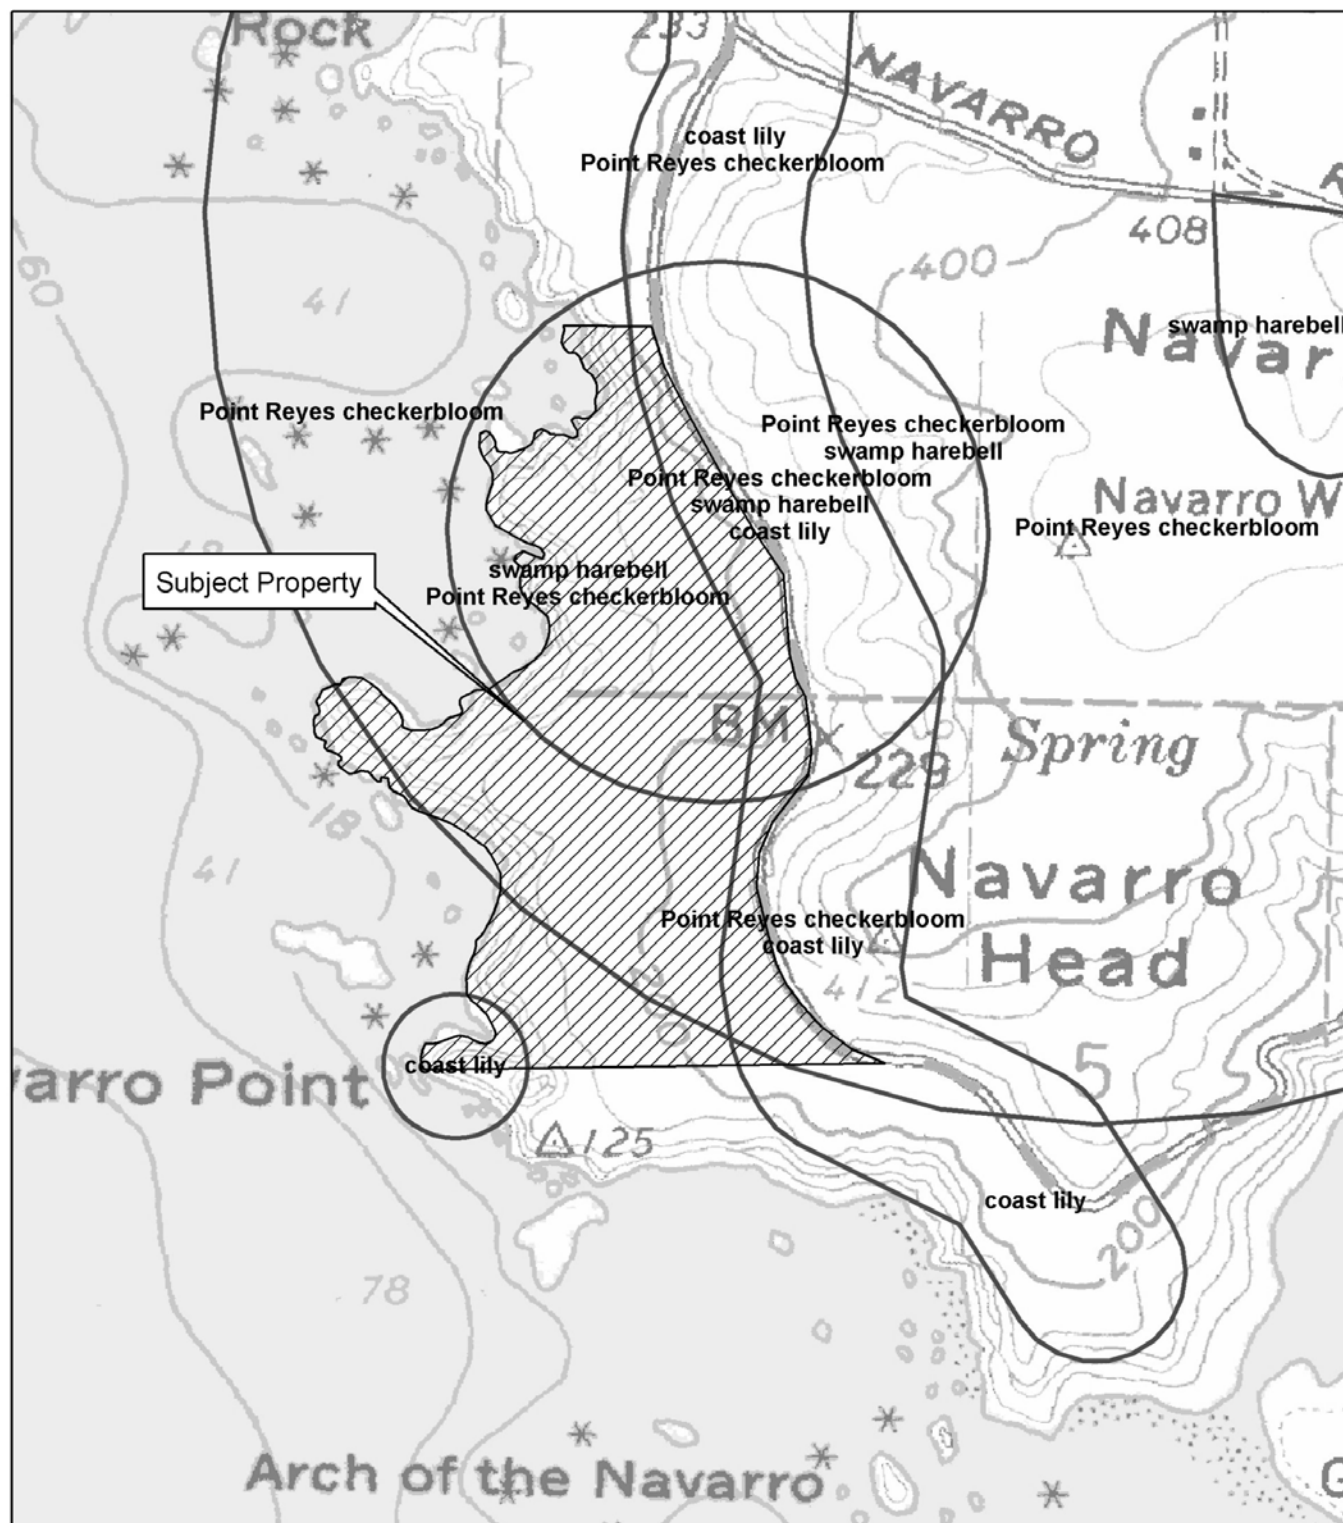 Rock
233
NAVARRO
coast lily
Point Reyes checkerbloom
60
408
400
41
Navar
swamp harebell
Point Reyes checkerbloom
Point Reyes checkerbloom
swamp harebell
Point Reyes checkerbloom
swamp harebell
coast lily
Navarro W
Point Reyes checkerbloom
swamp harebell
Point Reyes checkerbloom
Subject Property
BM
229
Spring
18
41
Navarro
Head
Point Reyes checkerbloom
coast lily
412
200
5
coast lily
varro Point
125
coast lily
200
78
Arch of the Navarro
G